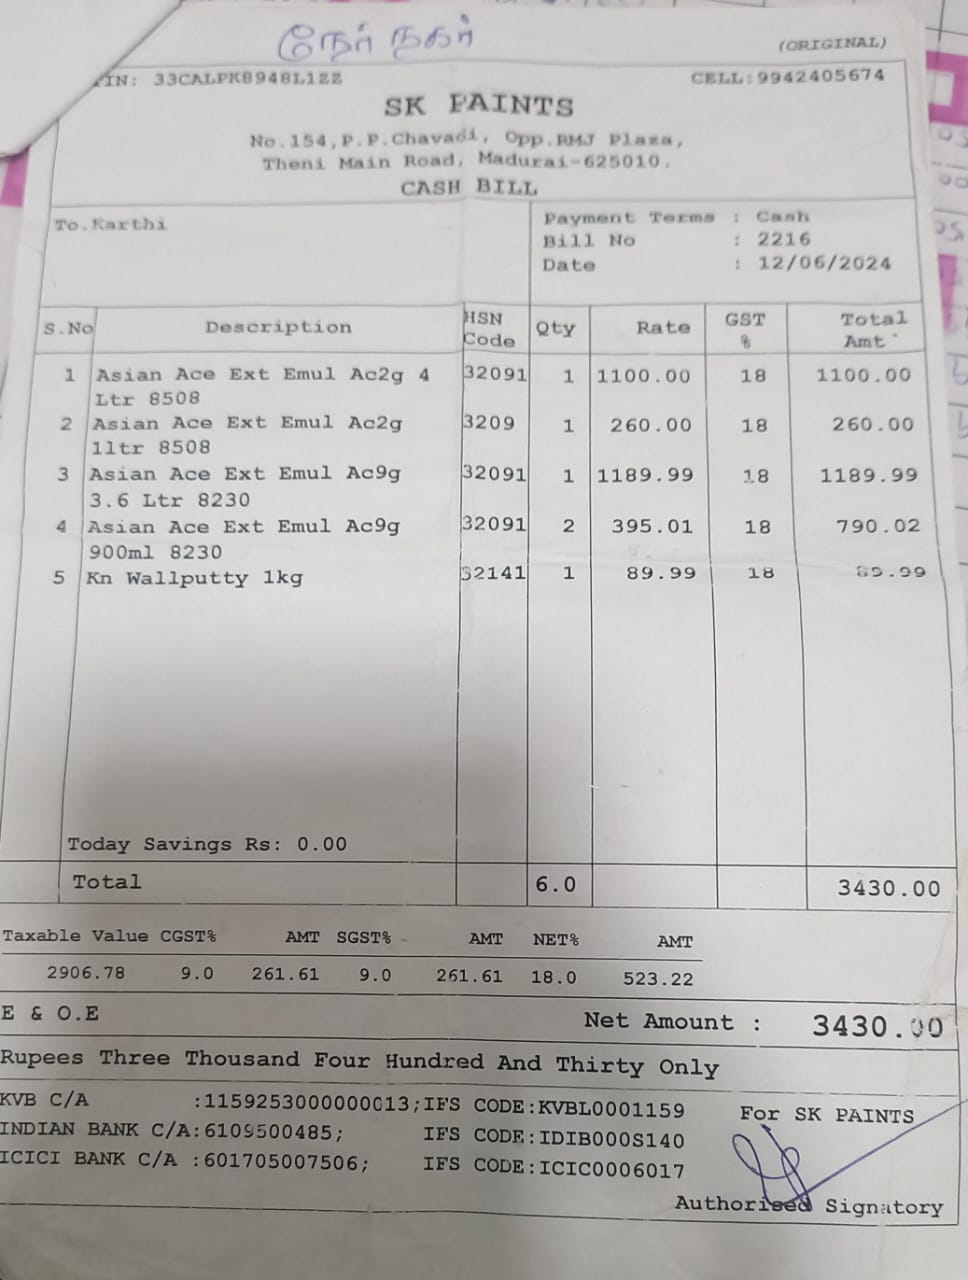 நேரு நகர்
(ORIGINAL)
TIN: 33CALPK8948L1ZZ CELL:9942405674
SK PAINTS
No.154,P.P.Chavadi, Opp.RMJ Plaza,
Theni Main Road, Madurai-625010.
CASH BILL
To.Karthi
Payment Terms : Cash
Bill No : 2216
Date : 12/06/2024
S.No Description HSN Code Qty Rate GST % Total Amt
1 Asian Ace Ext Emul Ac2g 4 32091 1 1100.00 18 1100.00
Ltr 8508
2 Asian Ace Ext Emul Ac2g 3209 1 260.00 18 260.00
1ltr 8508
3 Asian Ace Ext Emul Ac9g 32091 1 1189.99 18 1189.99
3.6 Ltr 8230
4 Asian Ace Ext Emul Ac9g 32091 2 395.01 18 790.02
900ml 8230
5 Kn Wallputty 1kg 32141 1 89.99 18 89.99
Today Savings Rs: 0.00
Total 6.0 3430.00
Taxable Value CGST% AMT SGST% AMT NET% AMT
2906.78 9.0 261.61 9.0 261.61 18.0 523.22
E & O.E
Net Amount : 3430.00
Rupees Three Thousand Four Hundred And Thirty Only
KVB C/A :1159253000000013;IFS CODE:KVBL0001159
INDIAN BANK C/A:6109500485; IFS CODE:IDIB000S140
ICICI BANK C/A :601705007506; IFS CODE:ICIC0006017
For SK PAINTS
Authorised Signatory